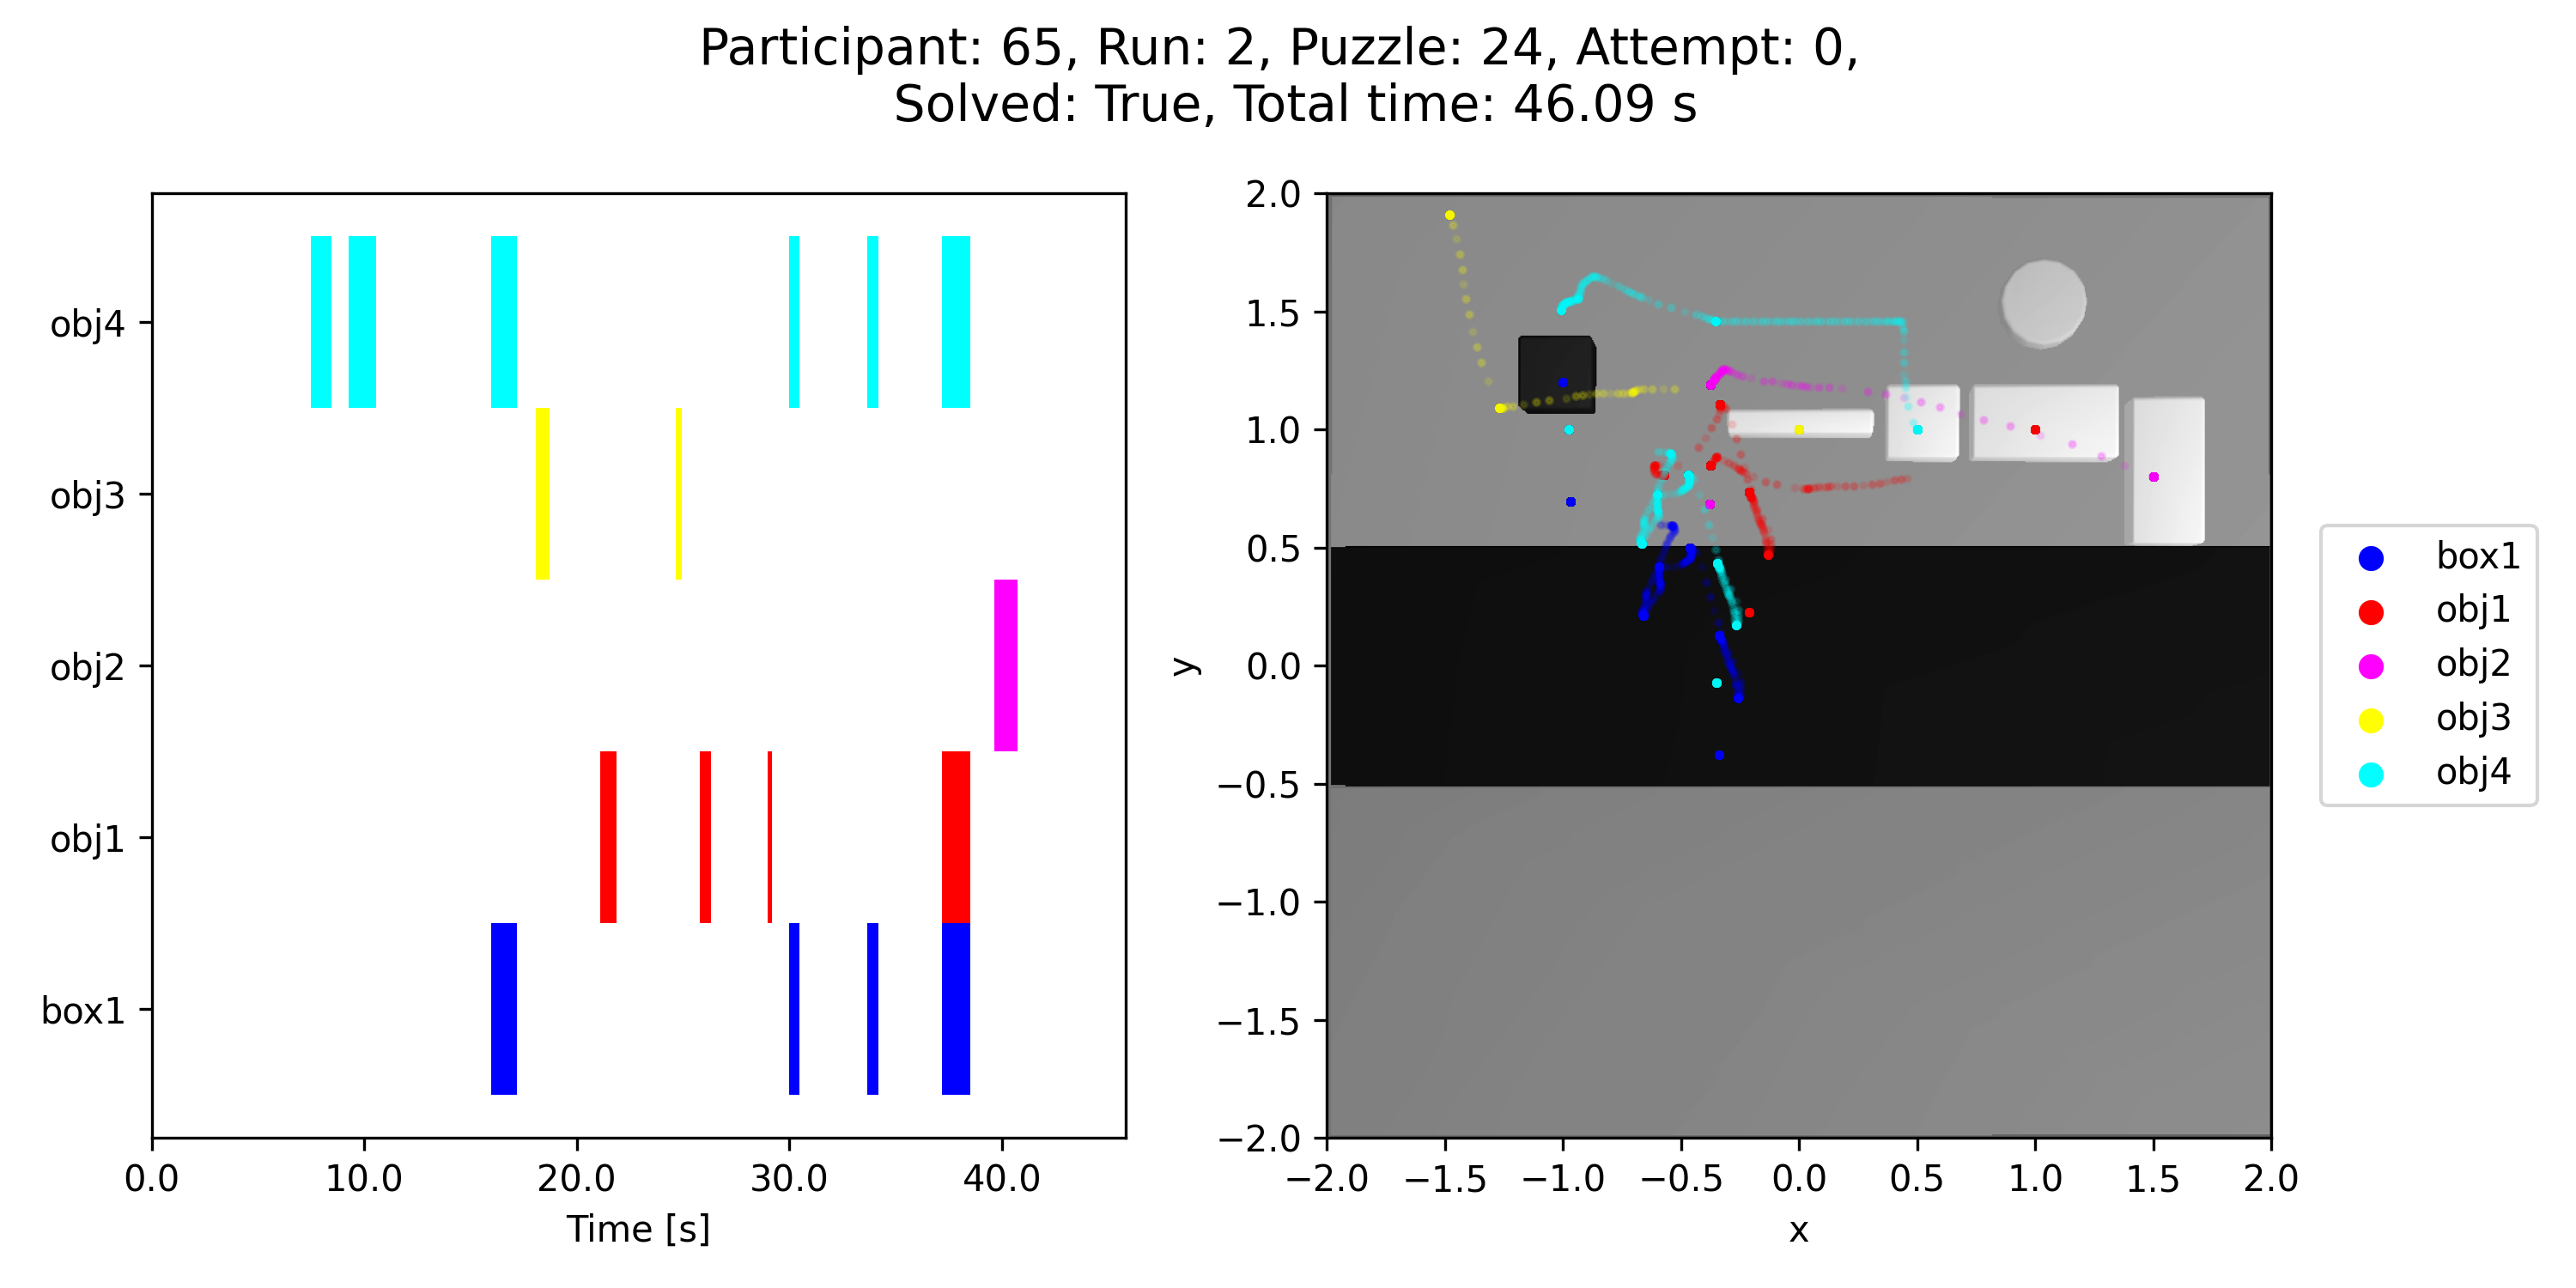 Participant: 65, Run: 2, Puzzle: 24, Attempt: 0,
Solved: True, Total time: 46.09 s
obj4
obj3
obj2
obj1
box1
0.0 10.0 20.0 30.0 40.0
Time [s]
2.0
1.5
1.0
0.5
0.0
−0.5
−1.0
−1.5
−2.0
y
−2.0 −1.5 −1.0 −0.5 0.0 0.5 1.0 1.5 2.0
x
box1
obj1
obj2
obj3
obj4